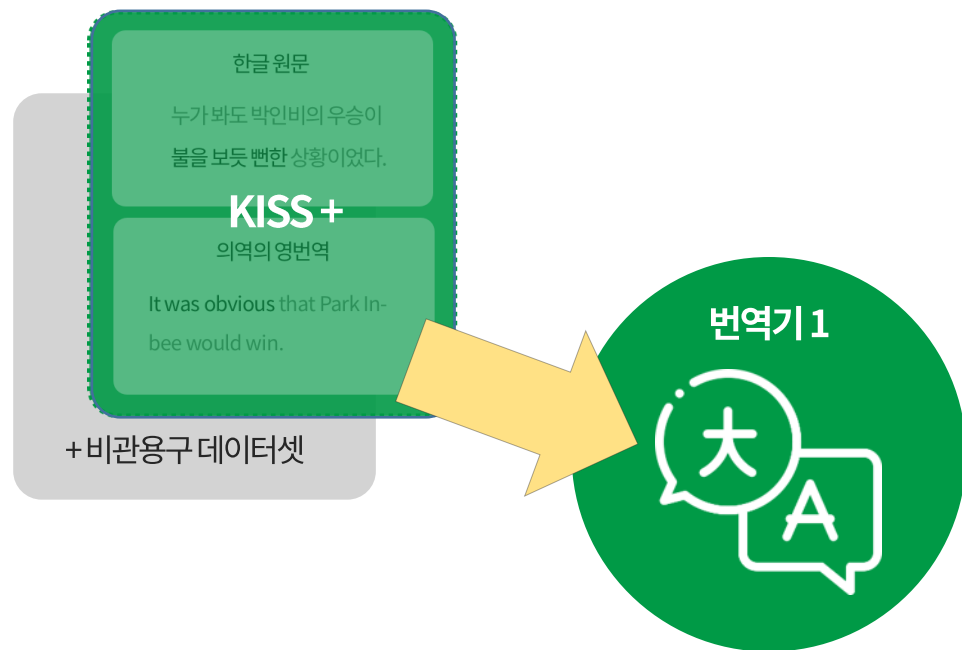 한글 원문
누가 봐도 박인비의 우승이
불을 보듯 뻔한 상황이었다.
KISS +
의역의 영번역
It was obvious that Park In-
bee would win.
+ 비관용구 데이터셋
번역기 1
大
A